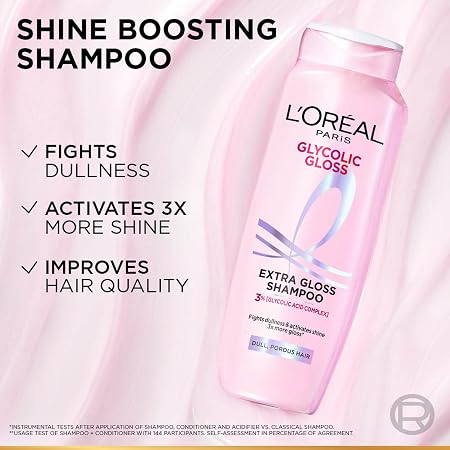 SHINE BOOSTING
SHAMPOO
FIGHTS
DULLNESS
ACTIVATES 3X
MORE SHINE
IMPROVES
HAIR QUALITY
L'ORÉAL
PARIS
GLYCOLIC
GLOSS
EXTRA GLOSS
SHAMPOO
3% [GLYCOLIC ACID COMPLEX]
Fights dullness & activates shine
3x more gloss*
DULL, POROUS HAIR
*INSTRUMENTAL TESTS AFTER APPLICATION OF SHAMPOO, CONDITIONER AND ACIDIFIER VS. CLASSICAL SHAMPOO.
**USAGE TEST OF SHAMPOO + CONDITIONER WITH 144 PARTICIPANTS. SELF-ASSESSMENT IN PERCENTAGE OF AGREEMENT.